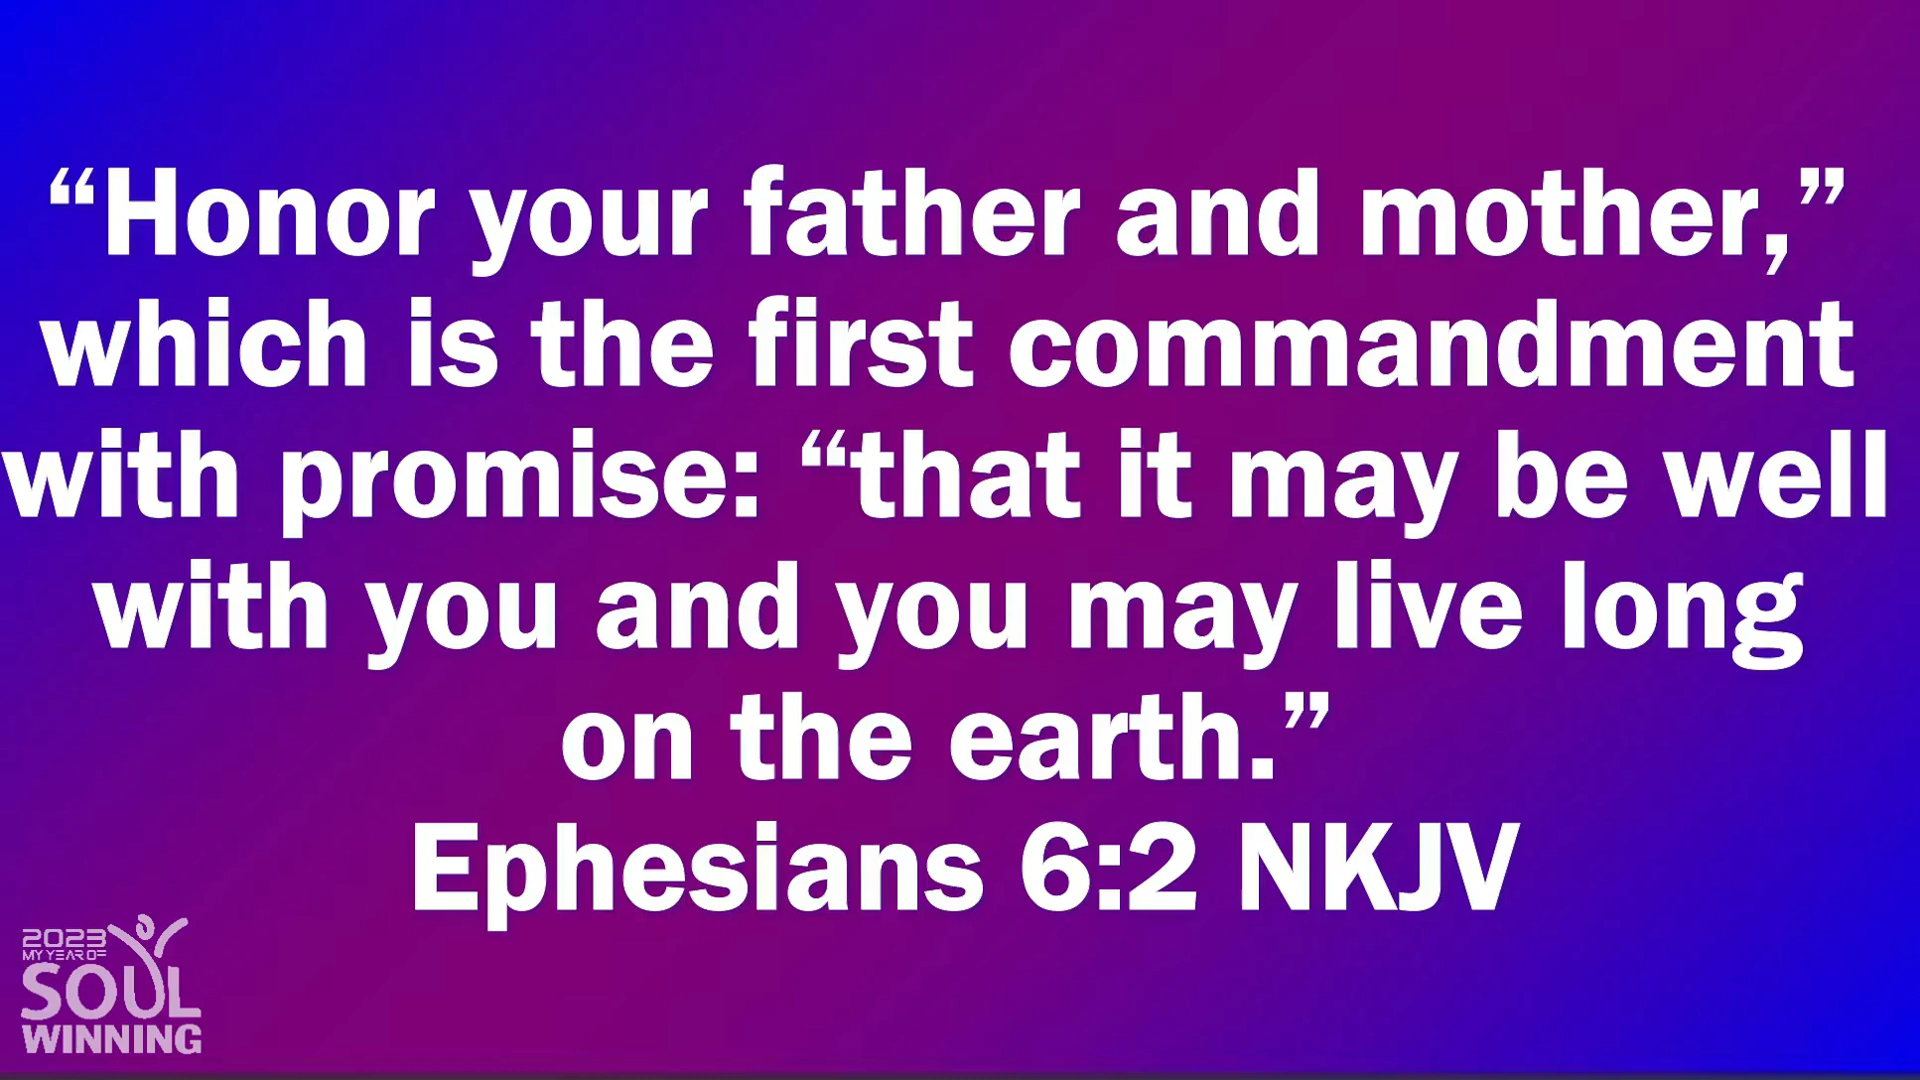 “Honor your father and mother,”
which is the first commandment
with promise: “that it may be well
with you and you may live long
on the earth.”
Ephesians 6:2 NKJV
2023
MY YEAR OF
SOUL
WINNING